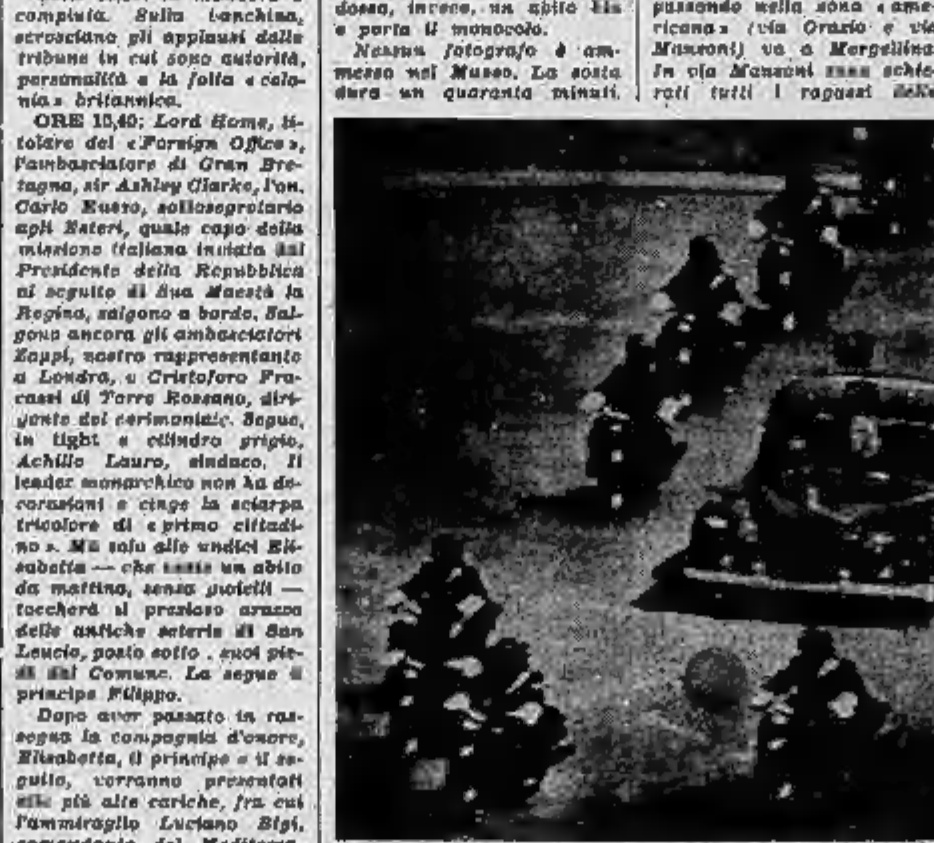 compiuta. Sulla banchina,
scrosciano gli applausi dalle
tribune in cui sono autorità,
personalità e la folta «colo-
nia» britannica.
ORE 10,40: Lord Home, ti-
tolare del «Foreign Office»,
l'ambasciatore di Gran Bre-
tagna, sir Ashley Clarke, l'on.
Carlo Russo, sottosegretario
agli Esteri, quale capo della
missione italiana inviata dal
Presidente della Repubblica
al seguito di Sua Maestà la
Regina, salgono a bordo. Sal-
gono ancora gli ambasciatori
Zoppi, nostro rappresentante
a Londra, e Cristoforo Fra-
cassi di Torre Rossano, diri-
gente del cerimoniale. Segue,
in tight e cilindro grigio,
Achille Lauro, sindaco. Il
leader monarchico non ha de-
corazioni e cinge la sciarpa
tricolore di «primo cittadi-
no». Ma solo alle undici Eli-
sabetta — che veste un abito
da mattina, senza gioielli —
toccherà il prezioso arazzo
delle antiche seterie di San
Leucio, posto sotto suoi pie-
di dal Comune. La segue il
principe Filippo.
Dopo aver passato in ras-
segna la compagnia d'onore,
Elisabetta, il principe e il se-
guito, verranno presentati
alle più alte cariche, fra cui
l'ammiraglio Luciano Bigi,
comandante del Mediterra-
dosso, invece, un abito
e porta il monocolo.
Nessun fotografo è am-
messo nel Museo. La sosta
dura un quaranta minuti.
passando nella zona «ame-
ricana» (via Orazio e via
Manzoni) va a Mergellina
In via Manzoni sono schie-
rati tutti i ragazzi delle